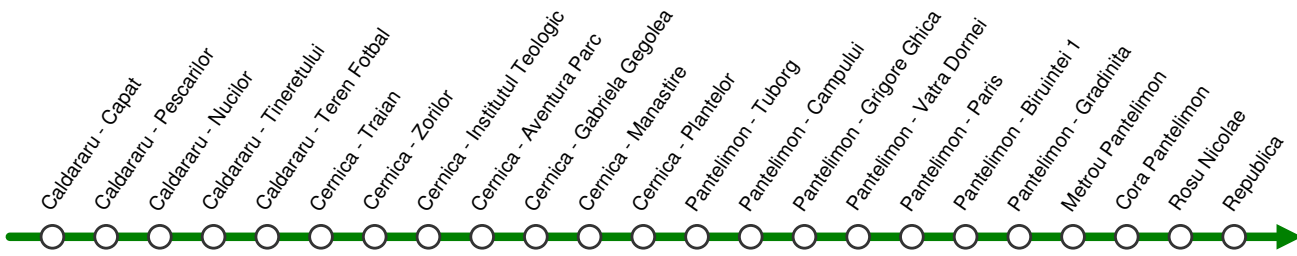 Caldararu - Capat
Caldararu - Pescarilor
Caldararu - Nucilor
Caldararu - Tineretului
Caldararu - Teren Fotbal
Cernica - Traian
Cernica - Zorilor
Cernica - Institutul Teologic
Cernica - Aventura Parc
Cernica - Gabriela Gegolea
Cernica - Manastire
Cernica - Plantelor
Pantelimon - Tuborg
Pantelimon - Campului
Pantelimon - Grigore Ghica
Pantelimon - Vatra Dornei
Pantelimon - Paris
Pantelimon - Biruintei 1
Pantelimon - Gradinita
Metrou Pantelimon
Cora Pantelimon
Rosu Nicolae
Republica